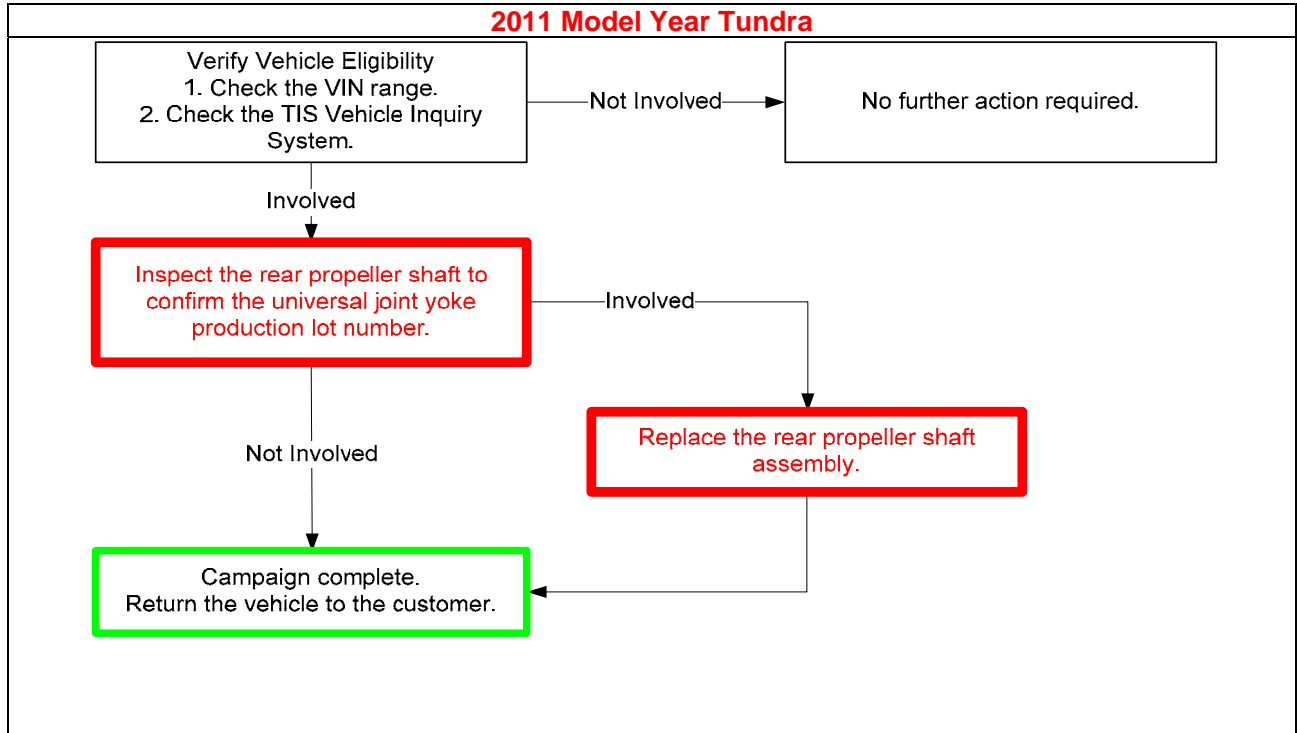 2011 Model Year Tundra
Verify Vehicle Eligibility
1. Check the VIN range.
2. Check the TIS Vehicle Inquiry
System.
Not Involved
No further action required.
Involved
Inspect the rear propeller shaft to
confirm the universal joint yoke
production lot number.
Involved
Replace the rear propeller shaft
assembly.
Not Involved
Campaign complete.
Return the vehicle to the customer.